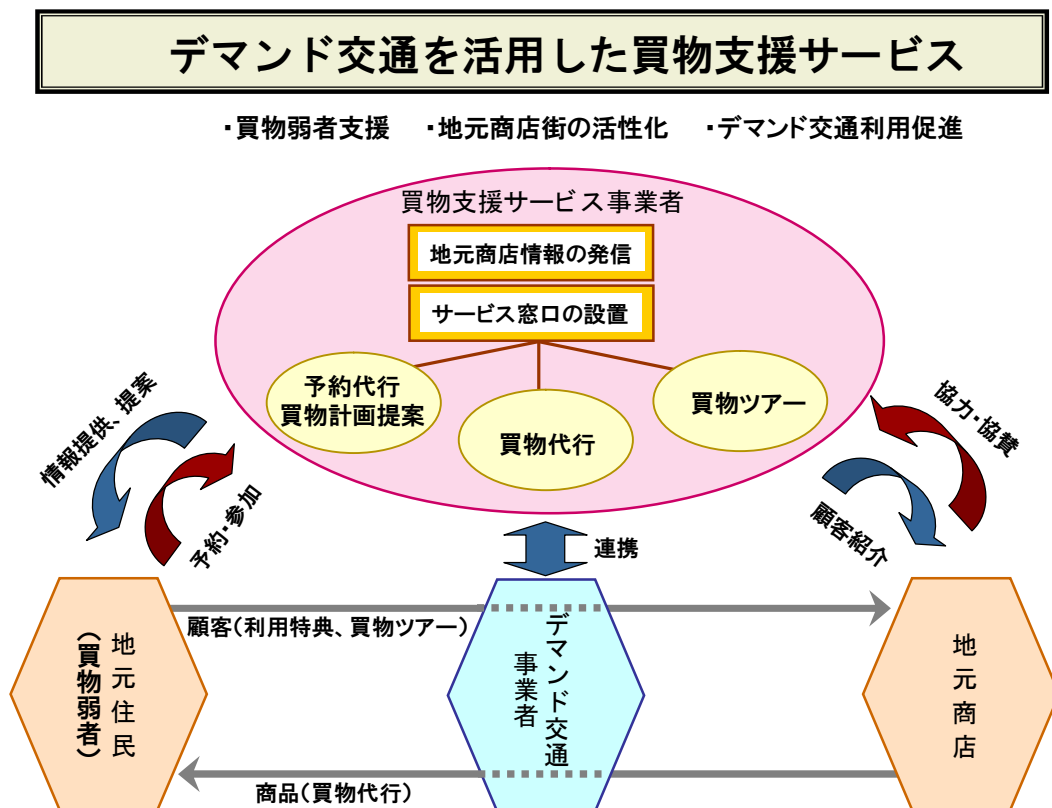 デマンド交通を活用した買物支援サービス
・買物弱者支援　・地元商店街の活性化　・デマンド交通利用促進
買物支援サービス事業者
地元商店情報の発信
サービス窓口の設置
予約代行
買物計画提案
買物代行
買物ツアー
情報提供、提案
予約・参加
協力・協賛
顧客紹介
連携
顧客（利用特典、買物ツアー）
地元住民
（買物弱者）
デマンド交通
事業者
地元商店
商品（買物代行）